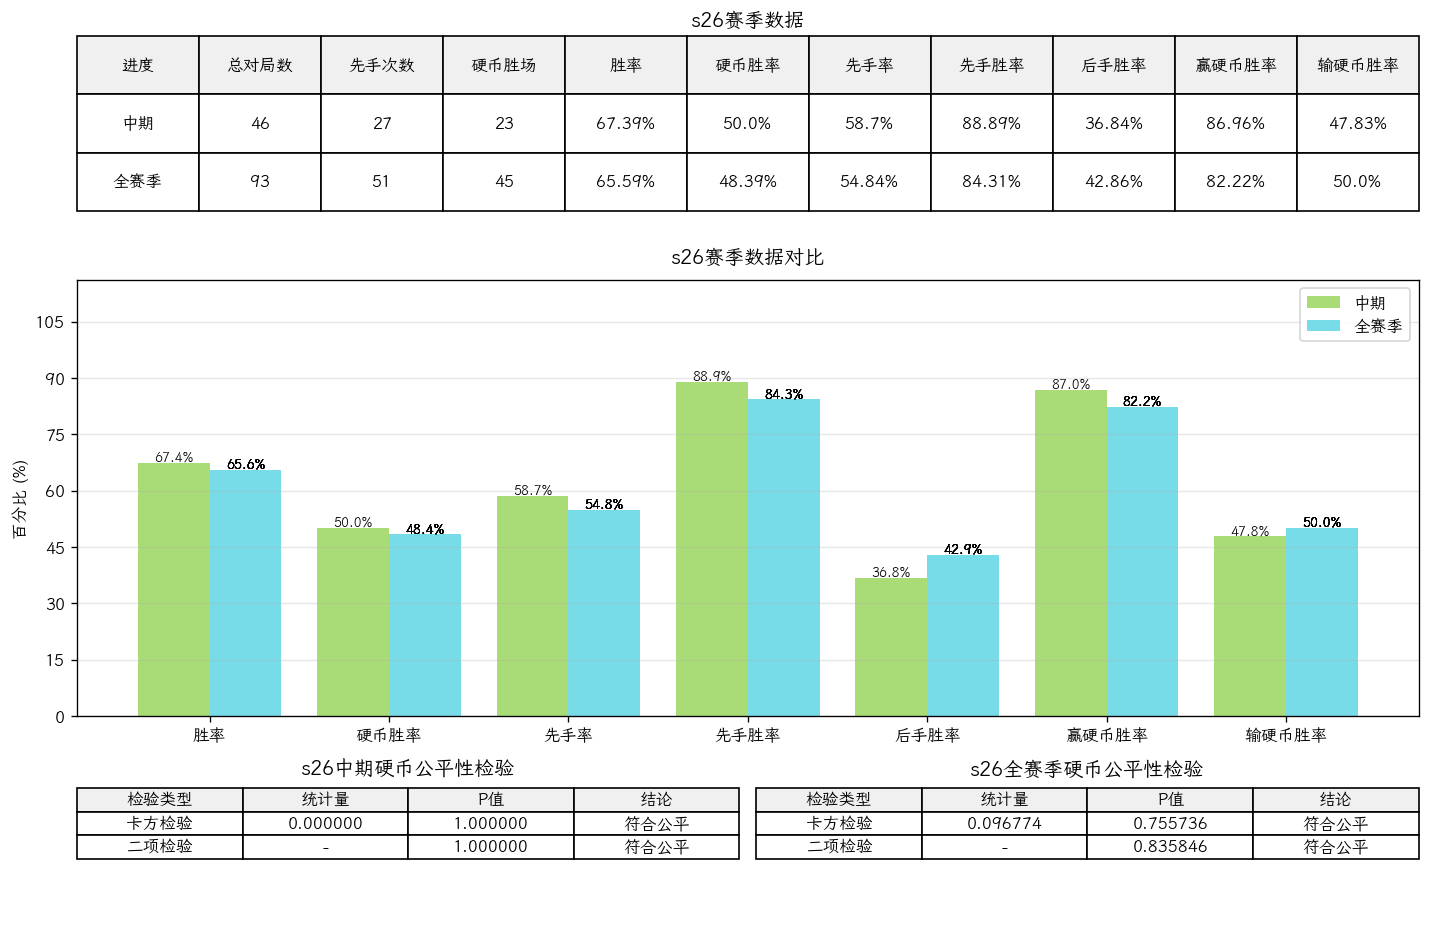 s26赛季数据
进度 总对局数 先手次数 硬币胜场 胜率 硬币胜率 先手率 先手胜率 后手胜率 赢硬币胜率 输硬币胜率
中期 46 27 23 67.39% 50.0% 58.7% 88.89% 36.84% 86.96% 47.83%
全赛季 93 51 45 65.59% 48.39% 54.84% 84.31% 42.86% 82.22% 50.0%
s26赛季数据对比
中期
全赛季
105
90
75
60
45
30
15
0
百分比 (%)
67.4% 65.6% 50.0% 48.4% 58.7% 54.8% 88.9% 84.3% 36.8% 42.9% 87.0% 82.2% 47.8% 50.0%
胜率 硬币胜率 先手率 先手胜率 后手胜率 赢硬币胜率 输硬币胜率
s26中期硬币公平性检验
检验类型 统计量 P值 结论
卡方检验 0.000000 1.000000 符合公平
二项检验 - 1.000000 符合公平
s26全赛季硬币公平性检验
检验类型 统计量 P值 结论
卡方检验 0.096774 0.755736 符合公平
二项检验 - 0.835846 符合公平